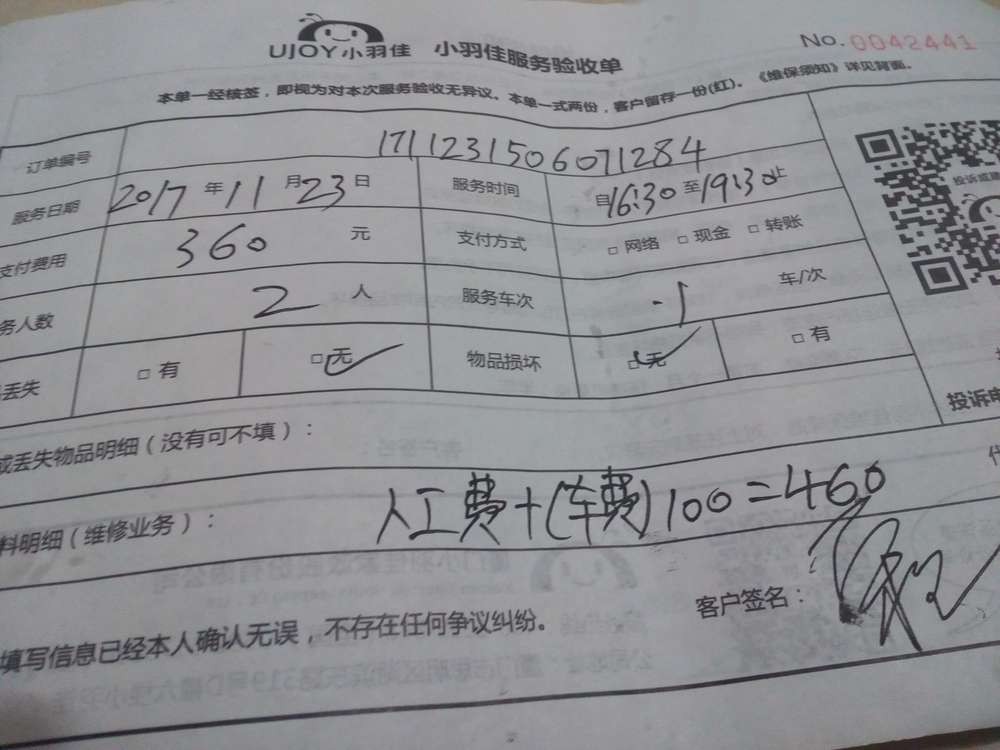 UJOY小羽佳 小羽佳服务验收单 No. 0042441
本单一经核签，即视为对本次服务验收无异议。本单一式两份，客户留存一份(红)。《维保须知》详见背面。
订单编号 1711231506071284
服务日期 2017 年 11 月 23 日 服务时间 自16:30 至19:30止
支付费用 360 元 支付方式 □ 网络 □ 现金 □ 转账
务人数 2 人 服务车次 1 车/次
丢失 □ 有 □ 无 ✓ 物品损坏 □ 无 ✓ □ 有
投诉
或丢失物品明细（没有可不填）：
投诉电
料明细（维修业务）： 人工费+(车费)100=460
填写信息已经本人确认无误，不存在任何争议纠纷。 客户签名：